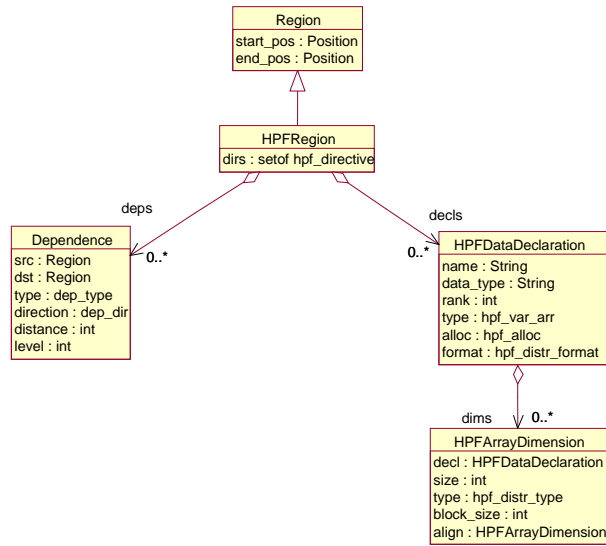 Region
start_pos : Position
end_pos : Position
HPFRegion
dirs : setof hpf_directive
deps
decls
0..*
0..*
Dependence
src : Region
dst : Region
type : dep_type
direction : dep_dir
distance : int
level : int
HPFDataDeclaration
name : String
data_type : String
rank : int
type : hpf_var_arr
alloc : hpf_alloc
format : hpf_distr_format
dims
0..*
HPFArrayDimension
decl : HPFDataDeclaration
size : int
type : hpf_distr_type
block_size : int
align : HPFArrayDimension